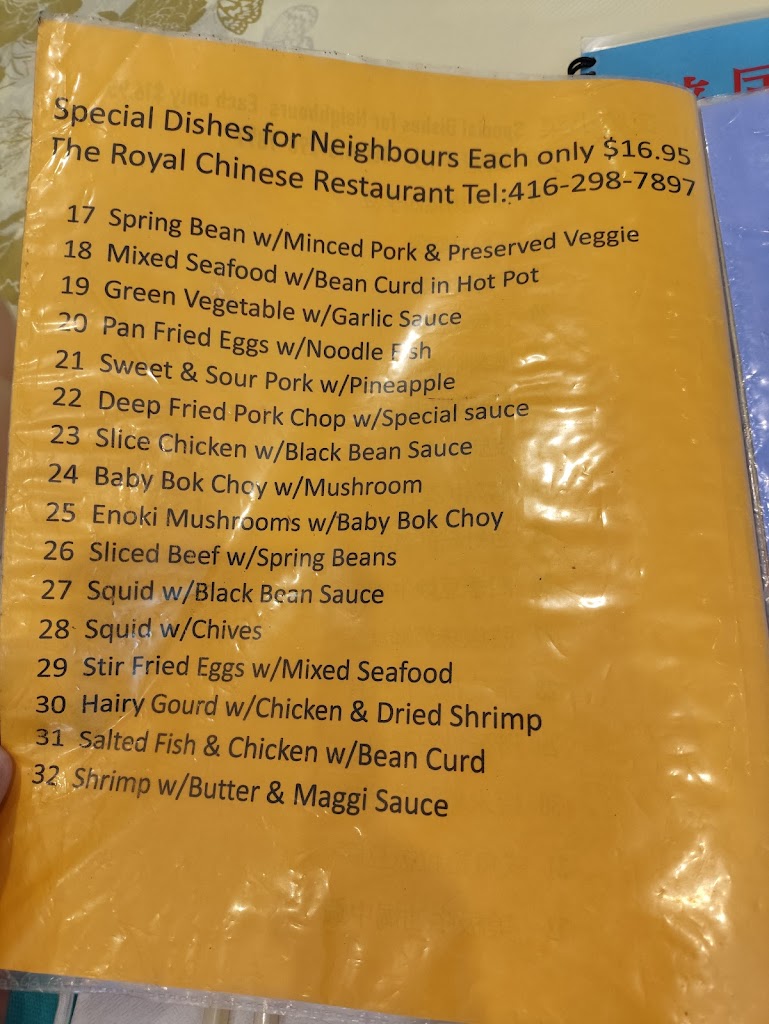 Special Dishes for Neighbours Each only $16.95
The Royal Chinese Restaurant Tel:416-298-7897
17 Spring Bean w/Minced Pork & Preserved Veggie
18 Mixed Seafood w/Bean Curd in Hot Pot
19 Green Vegetable w/Garlic Sauce
20 Pan Fried Eggs w/Noodle Fish
21 Sweet & Sour Pork w/Pineapple
22 Deep Fried Pork Chop w/Special sauce
23 Slice Chicken w/Black Bean Sauce
24 Baby Bok Choy w/Mushroom
25 Enoki Mushrooms w/Baby Bok Choy
26 Sliced Beef w/Spring Beans
27 Squid w/Black Bean Sauce
28 Squid w/Chives
29 Stir Fried Eggs w/Mixed Seafood
30 Hairy Gourd w/Chicken & Dried Shrimp
31 Salted Fish & Chicken w/Bean Curd
32 Shrimp w/Butter & Maggi Sauce